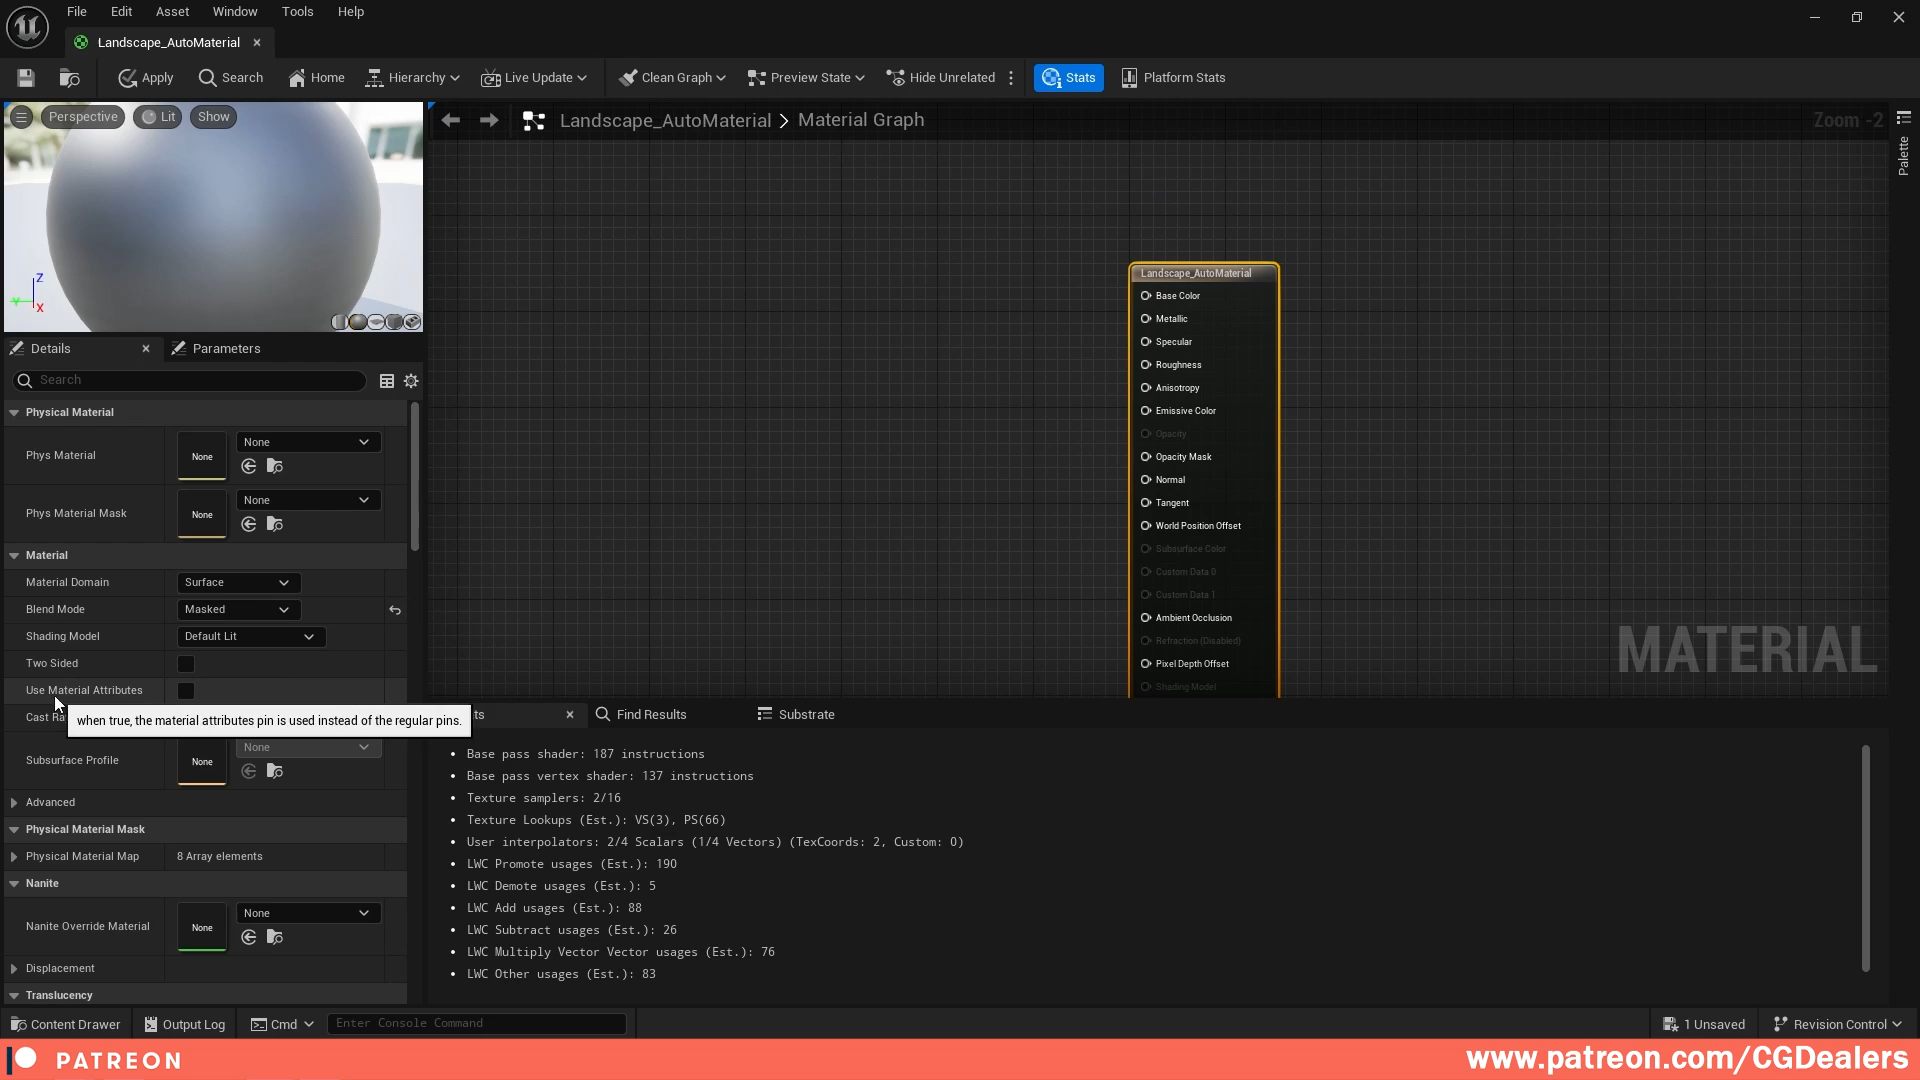 File Edit Asset Window Tools Help
Landscape_AutoMaterial
Apply Search Home Hierarchy Live Update Clean Graph Preview State Hide Unrelated Stats Platform Stats
Perspective Lit Show
Landscape_AutoMaterial > Material Graph
Zoom -2
Palette
Z
Y
X
Landscape_AutoMaterial
Base Color
Metallic
Specular
Roughness
Anisotropy
Emissive Color
Opacity
Opacity Mask
Normal
Tangent
World Position Offset
Subsurface Color
Custom Data 0
Custom Data 1
Ambient Occlusion
Refraction (Disabled)
Pixel Depth Offset
Shading Model
MATERIAL
Details Parameters
Search
Physical Material
Phys Material None None
Phys Material Mask None None
Material
Material Domain Surface
Blend Mode Masked
Shading Model Default Lit
Two Sided
Use Material Attributes
Cast Ra
when true, the material attributes pin is used instead of the regular pins.
Subsurface Profile None None
Advanced
Physical Material Mask
Physical Material Map 8 Array elements
Nanite
Nanite Override Material None None
Displacement
Translucency
ts Find Results Substrate
• Base pass shader: 187 instructions
• Base pass vertex shader: 137 instructions
• Texture samplers: 2/16
• Texture Lookups (Est.): VS(3), PS(66)
• User interpolators: 2/4 Scalars (1/4 Vectors) (TexCoords: 2, Custom: 0)
• LWC Promote usages (Est.): 190
• LWC Demote usages (Est.): 5
• LWC Add usages (Est.): 88
• LWC Subtract usages (Est.): 26
• LWC Multiply Vector Vector usages (Est.): 76
• LWC Other usages (Est.): 83
Content Drawer Output Log Cmd Enter Console Command 1 Unsaved Revision Control
PATREON www.patreon.com/CGDealers